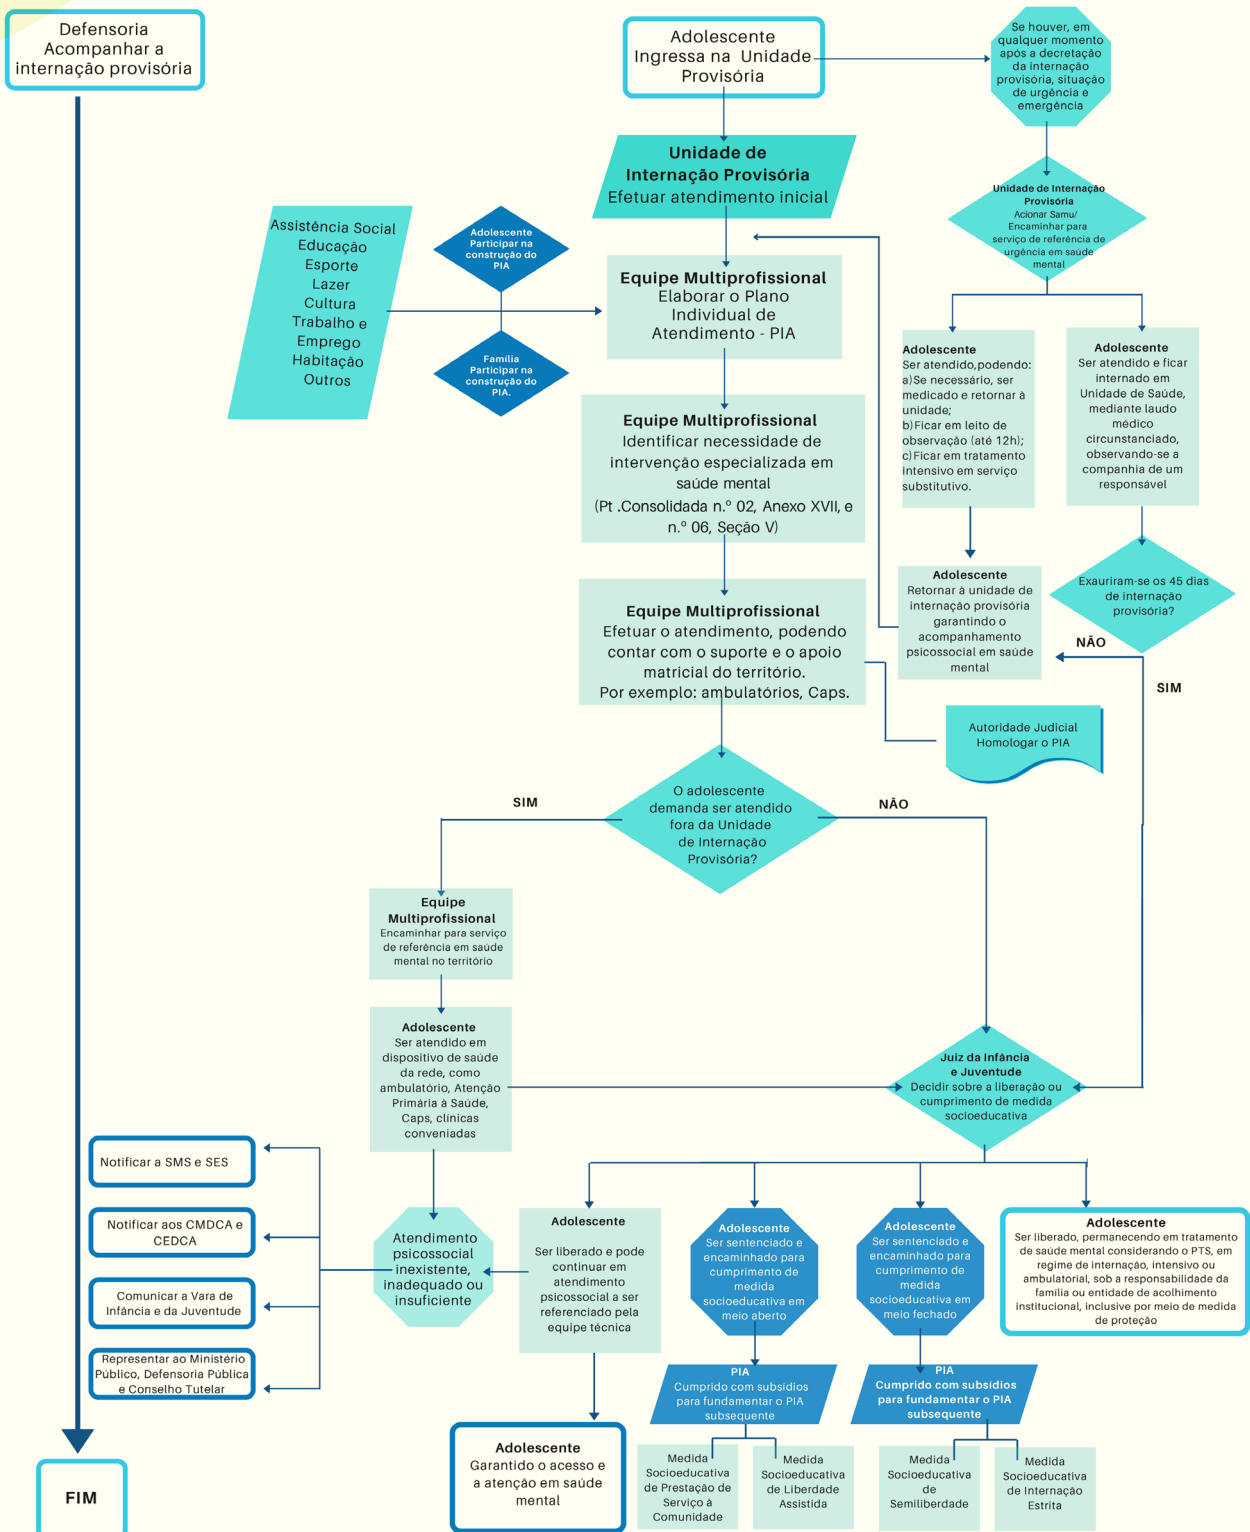 Defensoria
Acompanhar a
internação provisória
Adolescente
Ingressa na Unidade
Provisória
Se houver, em
qualquer momento
após a decretação
da internação
provisória, situação
de urgência e
emergência
Unidade de
Internação Provisória
Efetuar atendimento inicial
Unidade de Internação
Provisória
Acionar Samu/
Encaminhar para
serviço de referência de
urgência em saúde
mental
Assistência Social
Educação
Esporte
Lazer
Cultura
Trabalho e
Emprego
Habitação
Outros
Adolescente
Participar na
construção do
PIA
Família
Participar na
construção do
PIA.
Equipe Multiprofissional
Elaborar o Plano
Individual de
Atendimento - PIA
Adolescente
Ser atendido,podendo:
a)Se necessário, ser
medicado e retornar à
unidade;
b)Ficar em leito de
observação (até 12h);
c)Ficar em tratamento
intensivo em serviço
substitutivo.
Adolescente
Ser atendido e ficar
internado em
Unidade de Saúde,
mediante laudo
médico
circunstanciado,
observando-se a
companhia de um
responsável
Equipe Multiprofissional
Identificar necessidade de
intervenção especializada em
saúde mental
(Pt .Consolidada n.º 02, Anexo XVII, e
n.º 06, Seção V)
Adolescente
Retornar à unidade de
internação provisória
garantindo o
acompanhamento
psicossocial em saúde
mental
Exauriram-se os 45 dias
de internação
provisória?
NÃO
SIM
Equipe Multiprofissional
Efetuar o atendimento, podendo
contar com o suporte e o apoio
matricial do território.
Por exemplo: ambulatórios, Caps.
Autoridade Judicial
Homologar o PIA
O adolescente
demanda ser atendido
fora da Unidade
de Internação
Provisória?
SIM
NÃO
Equipe
Multiprofissional
Encaminhar para serviço
de referência em saúde
mental no território
Adolescente
Ser atendido em
dispositivo de saúde
da rede, como
ambulatório, Atenção
Primária à Saúde,
Caps, clínicas
conveniadas
Juiz da Infância
e Juventude
Decidir sobre a liberação ou
cumprimento de medida
socioeducativa
Notificar a SMS e SES
Notificar aos CMDCA e
CEDCA
Comunicar a Vara de
Infância e da Juventude
Representar ao Ministério
Público, Defensoria Pública
e Conselho Tutelar
Atendimento
psicossocial
inexistente,
inadequado ou
insuficiente
Adolescente
Ser liberado e pode
continuar em
atendimento
psicossocial a ser
referenciado pela
equipe técnica
Adolescente
Ser sentenciado e
encaminhado para
cumprimento de
medida
socioeducativa em
meio aberto
Adolescente
Ser sentenciado e
encaminhado para
cumprimento de
medida
socioeducativa em
meio fechado
Adolescente
Ser liberado, permanecendo em tratamento
de saúde mental considerando o PTS, em
regime de internação, intensivo ou
ambulatorial, sob a responsabilidade da
família ou entidade de acolhimento
institucional, inclusive por meio de medida
de proteção
PIA
Cumprido com subsídios
para fundamentar o PIA
subsequente
PIA
Cumprido com subsídios
para fundamentar o PIA
subsequente
Adolescente
Garantido o acesso e
a atenção em saúde
mental
Medida
Socioeducativa
de Prestação de
Serviço à
Comunidade
Medida
Socioeducativa
de Liberdade
Assistida
Medida
Socioeducativa
de
Semiliberdade
Medida
Socioeducativa
de Internação
Estrita
FIM